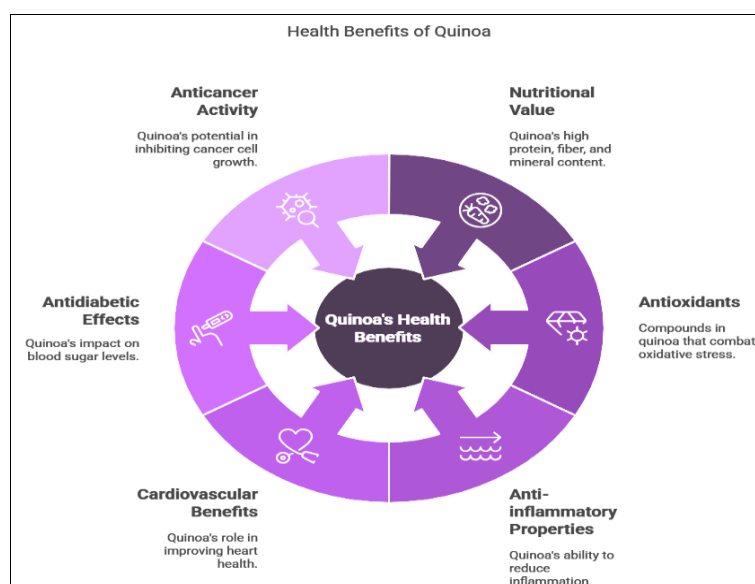 Health Benefits of Quinoa
Anticancer
Activity
Quinoa's potential in
inhibiting cancer cell
growth.
Nutritional
Value
Quinoa's high
protein, fiber, and
mineral content.
Antidiabetic
Effects
Quinoa's impact on
blood sugar levels.
Quinoa's Health
Benefits
Antioxidants
Compounds in
quinoa that combat
oxidative stress.
Cardiovascular
Benefits
Quinoa's role in
improving heart
health.
Anti-
inflammatory
Properties
Quinoa's ability to
reduce
inflammation.